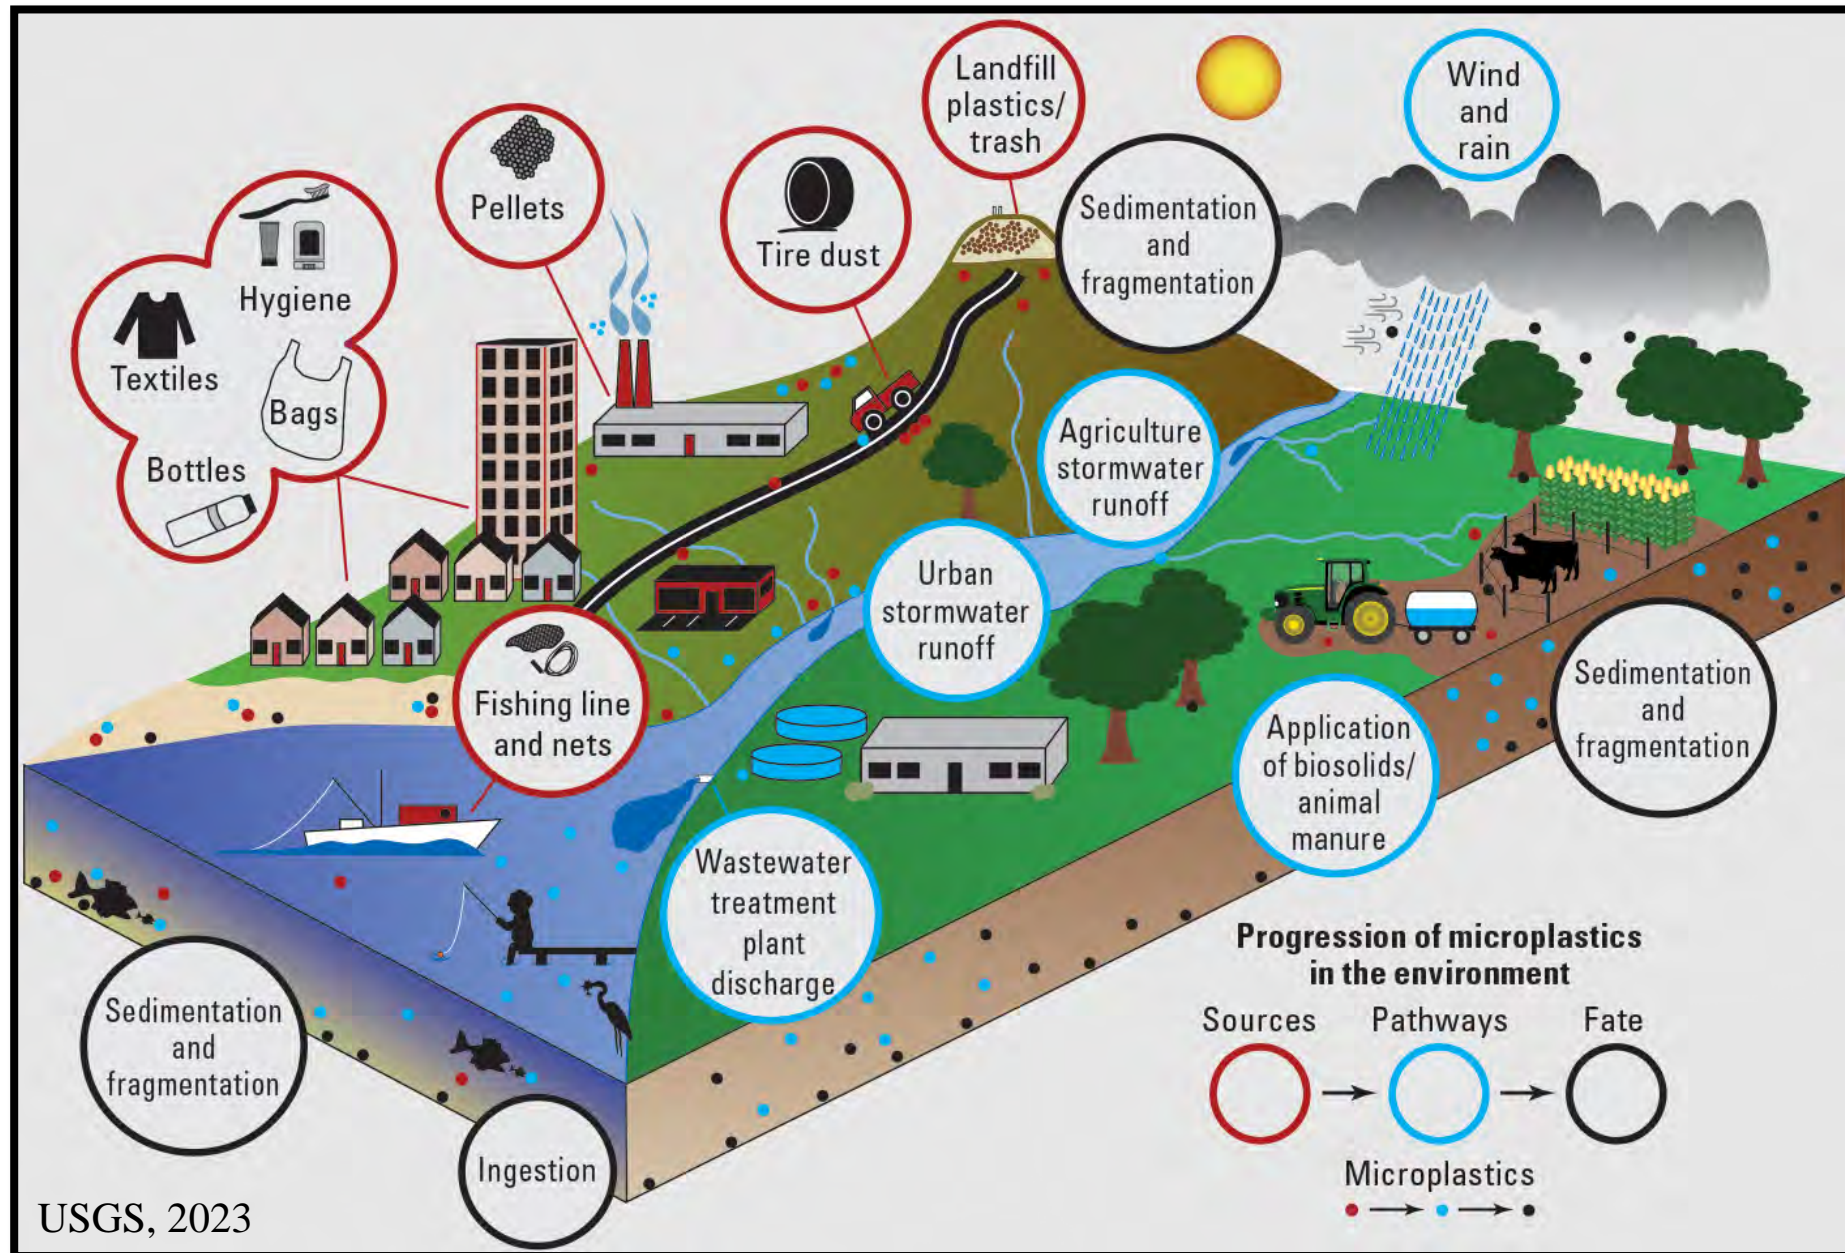 Landfill
plastics/
trash
Wind
and
rain
Pellets
Tire dust
Sedimentation
and
fragmentation
Hygiene
Textiles
Bags
Bottles
Agriculture
stormwater
runoff
Urban
stormwater
runoff
Fishing line
and nets
Application
of biosolids/
animal
manure
Sedimentation
and
fragmentation
Wastewater
treatment
plant
discharge
Sedimentation
and
fragmentation
Ingestion
Progression of microplastics
in the environment
Sources Pathways Fate
Microplastics
USGS, 2023